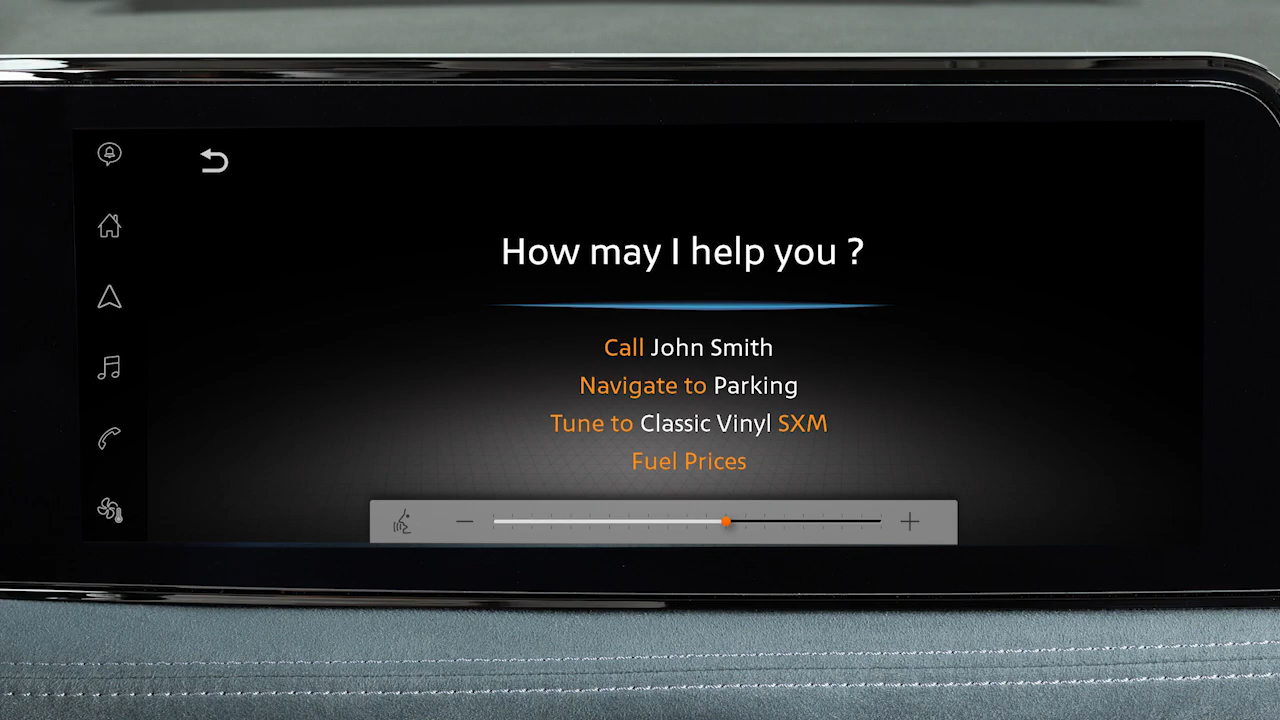 How may I help you ?
Call John Smith
Navigate to Parking
Tune to Classic Vinyl SXM
Fuel Prices